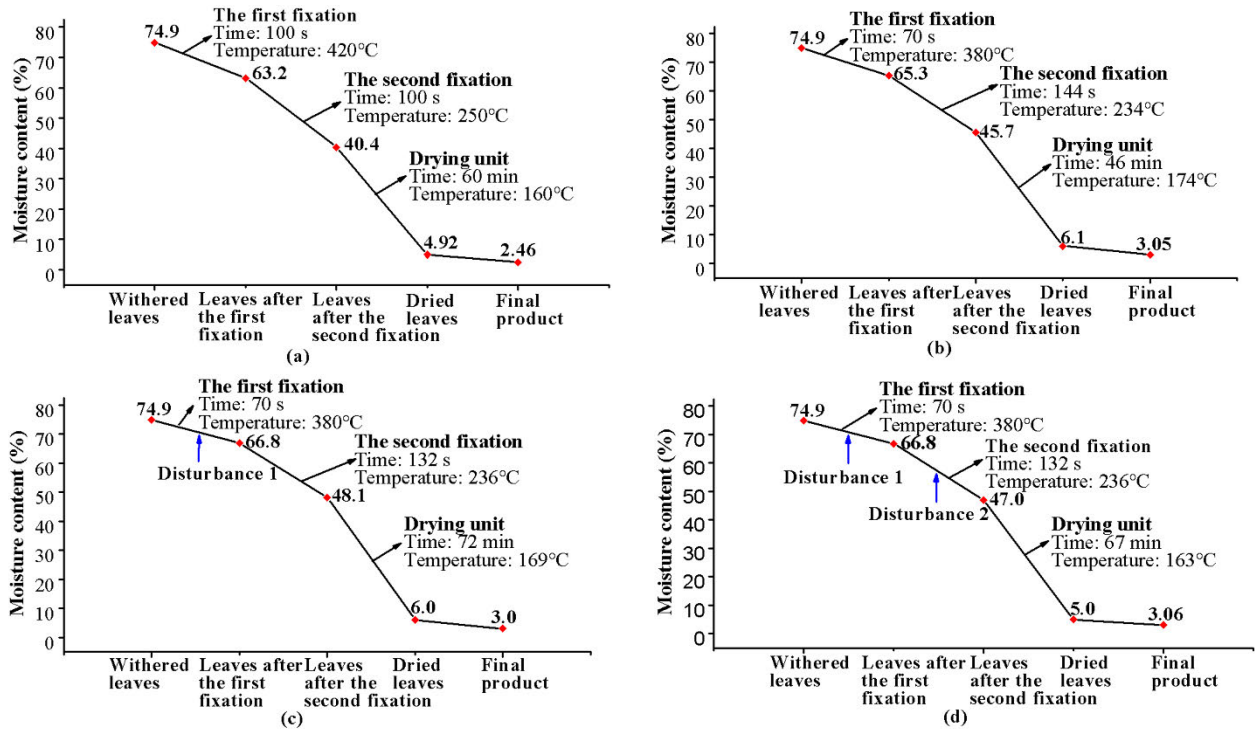 80
70
60
50
40
30
20
10
0
Moisture content (%)
74.9
The first fixation
Time: 100 s
Temperature: 420°C
63.2
The second fixation
Time: 100 s
Temperature: 250°C
40.4
Drying unit
Time: 60 min
Temperature: 160°C
4.92
2.46
Withered
leaves
Leaves after
the first
fixation
Leaves
after the
second fixation
Dried
leaves
Final
product
(a)
80
70
60
50
40
30
20
10
0
Moisture content (%)
74.9
The first fixation
Time: 70 s
Temperature: 380°C
65.3
The second fixation
Time: 144 s
Temperature: 234°C
45.7
Drying unit
Time: 46 min
Temperature: 174°C
6.1
3.05
Withered
leaves
Leaves after
the first
fixation
Leaves
after the
second fixation
Dried
leaves
Final
product
(b)
80
70
60
50
40
30
20
10
0
Moisture content (%)
74.9
The first fixation
Time: 70 s
Temperature: 380°C
66.8
Disturbance 1
The second fixation
Time: 132 s
Temperature: 236°C
48.1
Drying unit
Time: 72 min
Temperature: 169°C
6.0
3.0
Withered
leaves
Leaves after
the first
fixation
Leaves
after the
second fixation
Dried
leaves
Final
product
(c)
80
70
60
50
40
30
20
10
0
Moisture content (%)
74.9
The first fixation
Time: 70 s
Temperature: 380°C
66.8
Disturbance 1
The second fixation
Time: 132 s
Temperature: 236°C
Disturbance 2
47.0
Drying unit
Time: 67 min
Temperature: 163°C
5.0
3.06
Withered
leaves
Leaves after
the first
fixation
Leaves
after the
second fixation
Dried
leaves
Final
product
(d)